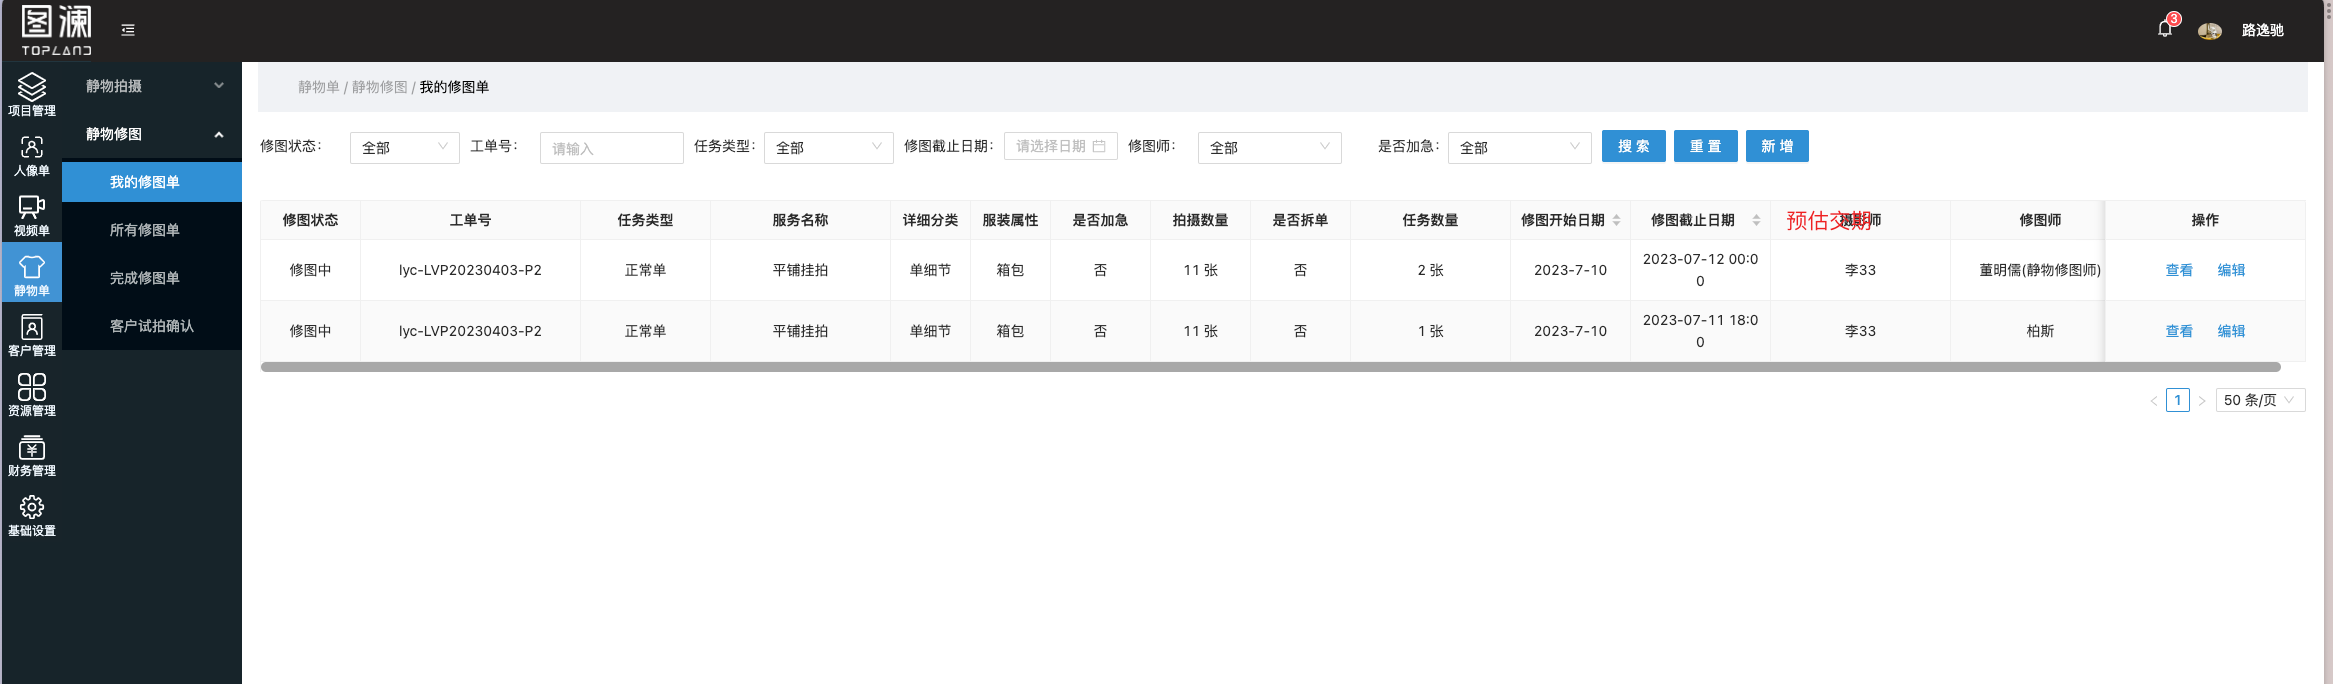 图澜
TOPLAND
3
路逸驰
项目管理
人像单
视频单
静物单
客户管理
资源管理
财务管理
基础设置
静物拍摄
静物修图
我的修图单
所有修图单
完成修图单
客户试拍确认
静物单 / 静物修图 / 我的修图单
修图状态： 全部 工单号： 请输入 任务类型： 全部 修图截止日期： 请选择日期 修图师： 全部 是否加急： 全部 搜 索 重 置 新 增
修图状态 工单号 任务类型 服务名称 详细分类 服装属性 是否加急 拍摄数量 是否拆单 任务数量 修图开始日期 修图截止日期 预估交期 摄影师 修图师 操作
修图中 lyc-LVP20230403-P2 正常单 平铺挂拍 单细节 箱包 否 11 张 否 2 张 2023-7-10 2023-07-12 00:00 李33 董明儒(静物修图师) 查看 编辑
修图中 lyc-LVP20230403-P2 正常单 平铺挂拍 单细节 箱包 否 11 张 否 1 张 2023-7-10 2023-07-11 18:00 李33 柏斯 查看 编辑
< 1 > 50 条/页